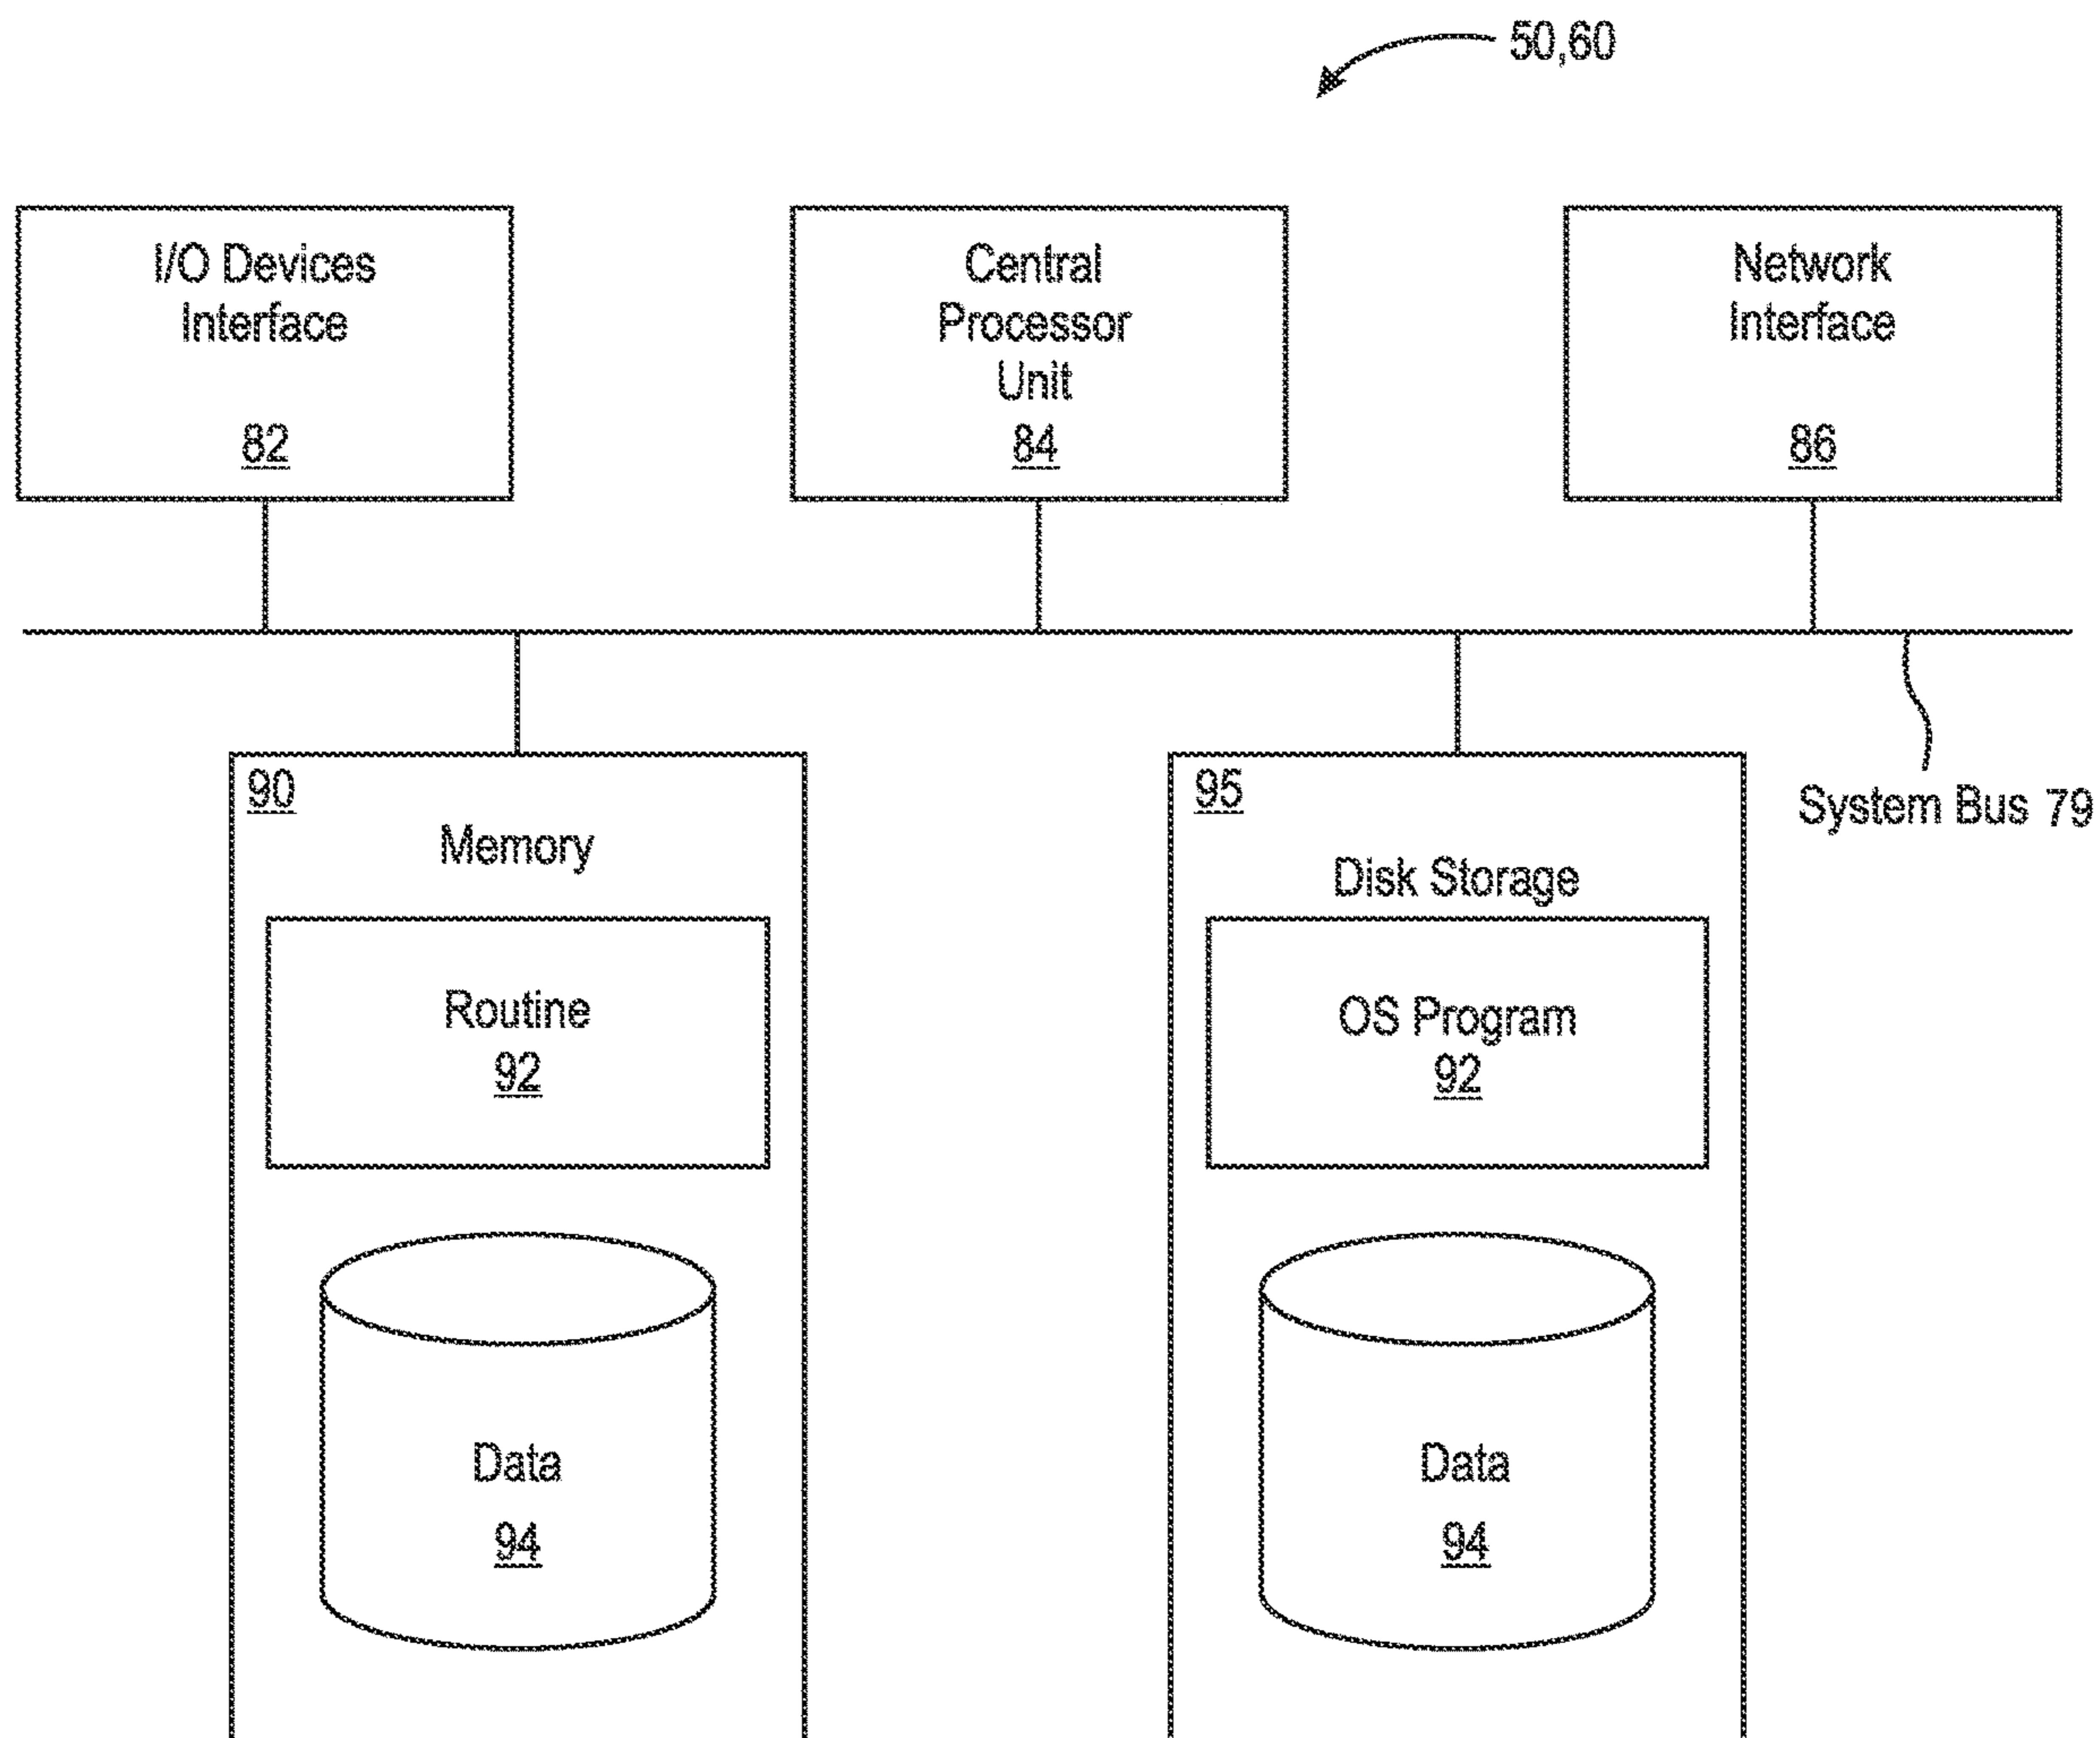 50,60
I/O Devices
Interface
82
Central
Processor
Unit
84
Network
Interface
86
System Bus 79
90
Memory
Routine
92
Data
94
95
Disk Storage
OS Program
92
Data
94